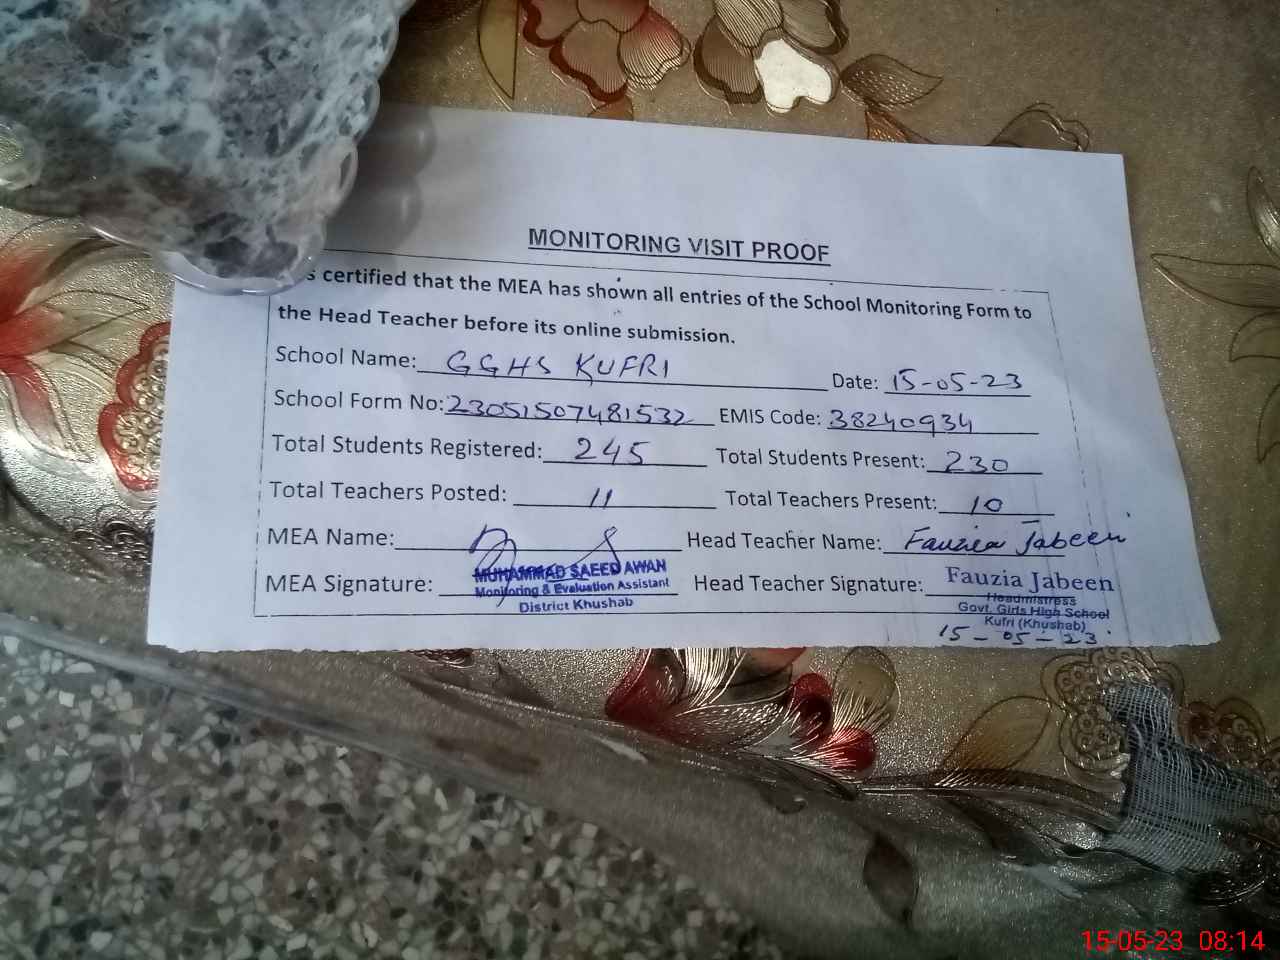 MONITORING VISIT PROOF
s certified that the MEA has shown all entries of the School Monitoring Form to
the Head Teacher before its online submission.
School Name: GGHS KUFRI Date: 15-05-23
School Form No: 23051507481532 EMIS Code: 38240934
Total Students Registered: 245 Total Students Present: 230
Total Teachers Posted: 11 Total Teachers Present: 10
MEA Name: Head Teacher Name: Fauzia Jabeen
MEA Signature: MUHAMMAD SAEED AWAN Head Teacher Signature: Fauzia Jabeen
Monitoring & Evaluation Assistant Headmistress
District Khushab Govt. Girls High School
Kufri (Khushab)
15-05-23
15-05-23 08:14